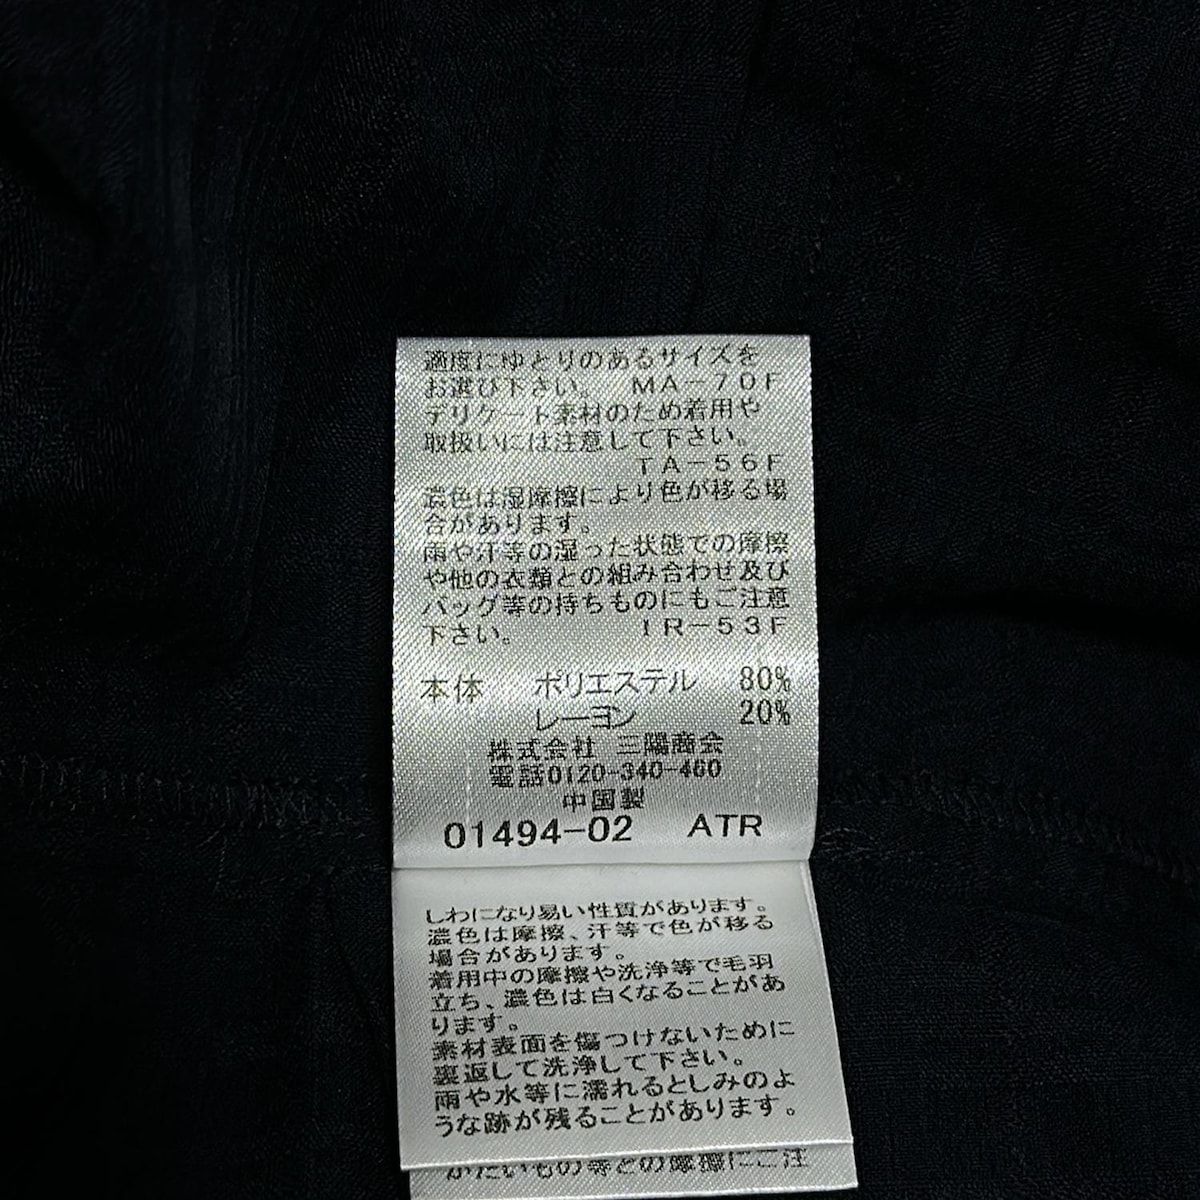 適度にゆとりのあるサイズを
お選び下さい。 MA-70F
デリケート素材のため着用や
取扱いには注意して下さい。
TA-56F
濃色は湿摩擦により色が移る場
合があります。
雨や汗等の湿った状態での摩擦
や他の衣類との組み合わせ及び
バッグ等の持ちものにもご注意
下さい。 IR-53F
本体 ポリエステル 80%
レーヨン 20%
株式会社 三陽商会
電話0120-340-460
中国製
01494-02 ATR
しわになり易い性質があります。
濃色は摩擦、汗等で色が移る
場合があります。
着用中の摩擦や洗浄等で毛羽
立ち、濃色は白くなることがあ
ります。
素材表面を傷つけないために
裏返して洗浄して下さい。
雨や水等に濡れるとしみのよ
うな跡が残ることがあります。
かたいもの等との摩擦にご注